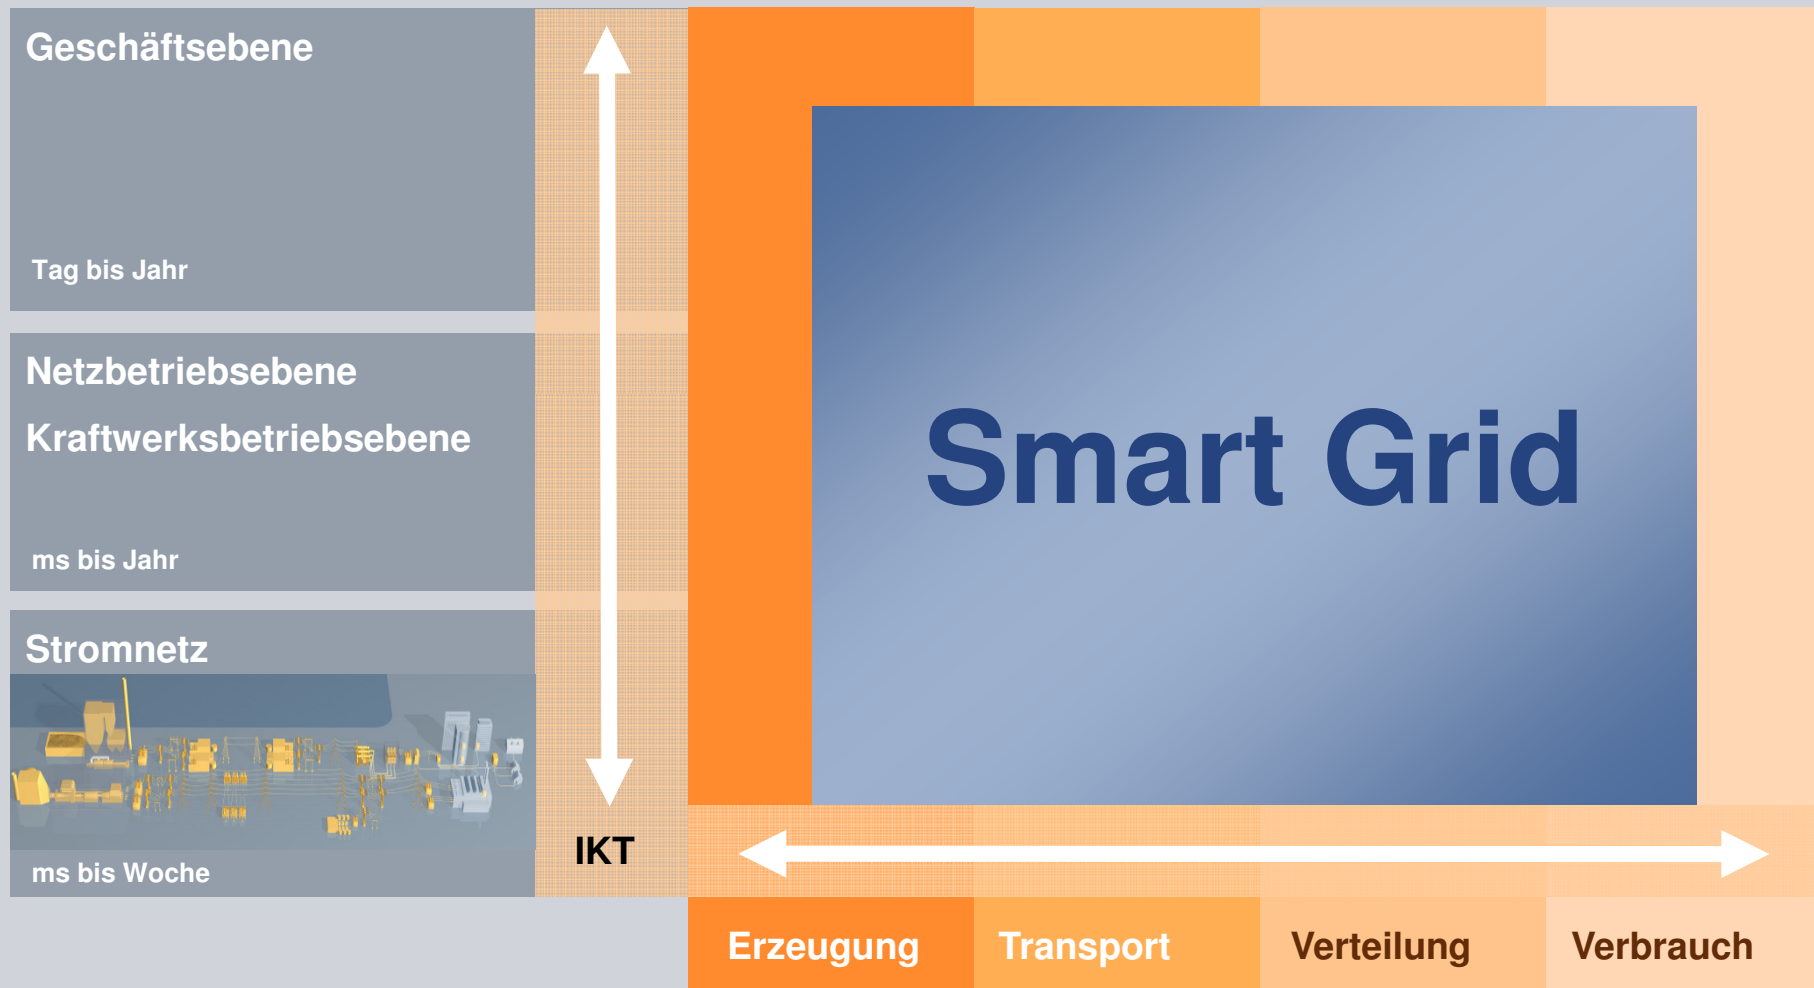 Geschäftsebene
Tag bis Jahr
Netzbetriebsebene
Kraftwerksbetriebsebene
ms bis Jahr
Stromnetz
ms bis Woche
IKT
Smart Grid
Erzeugung
Transport
Verteilung
Verbrauch